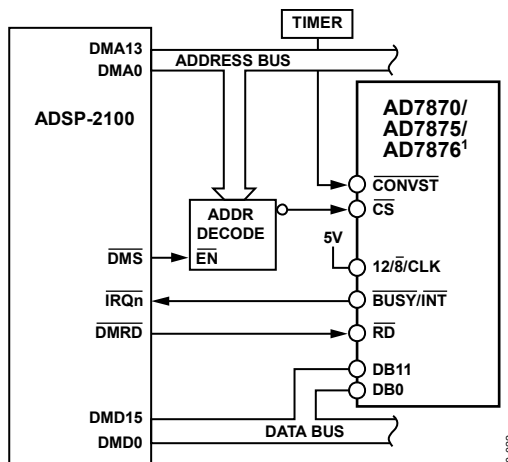 TIMER
DMA13
DMA0
ADDRESS BUS
ADSP-2100
AD7870/
AD7875/
AD7876¹
CONVST
CS
ADDR
DECODE
EN
5V
DMS
12/8/CLK
IRQn
BUSY/INT
DMRD
RD
DB11
DB0
DMD15
DATA BUS
DMD0